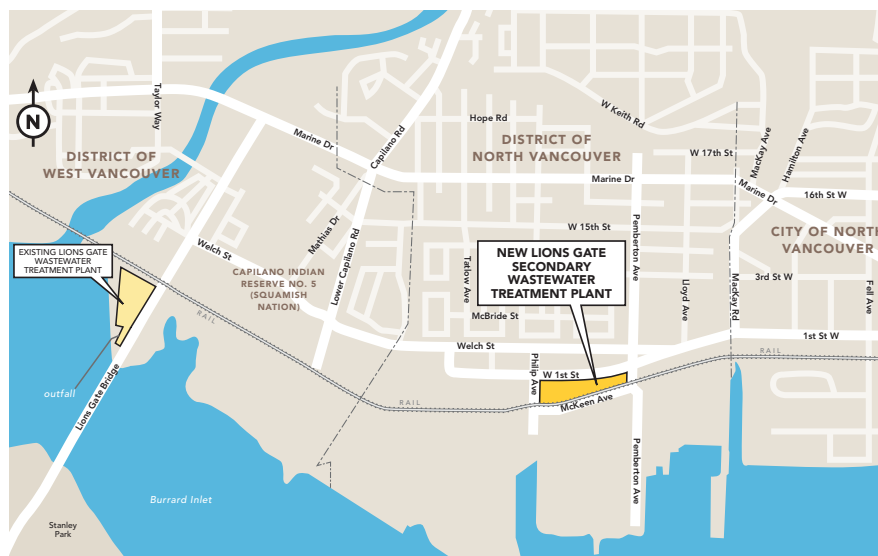 Taylor Way
N
Marine Dr
Capilano Rd
Hope Rd
W Keith Rd
DISTRICT OF
NORTH VANCOUVER
W 17th St
MacKay Ave
Hamilton Ave
DISTRICT OF
WEST VANCOUVER
Marine Dr
Marine Dr
16th St W
Mathias Dr
Lower Capilano Rd
W 15th St
Pemberton Ave
CITY OF NORTH
VANCOUVER
Welch St
EXISTING LIONS GATE
WASTEWATER
TREATMENT PLANT
CAPILANO INDIAN
RESERVE NO. 5
(SQUAMISH
NATION)
Tatlow Ave
NEW LIONS GATE
SECONDARY
WASTEWATER
TREATMENT PLANT
Lloyd Ave
MacKay Rd
3rd St W
Fell Ave
RAIL
McBride St
Welch St
1st St W
RAIL
Philip Ave
W 1st St
outfall
Lions Gate Bridge
RAIL
McKeen Ave
Pemberton Ave
Burrard Inlet
Stanley
Park